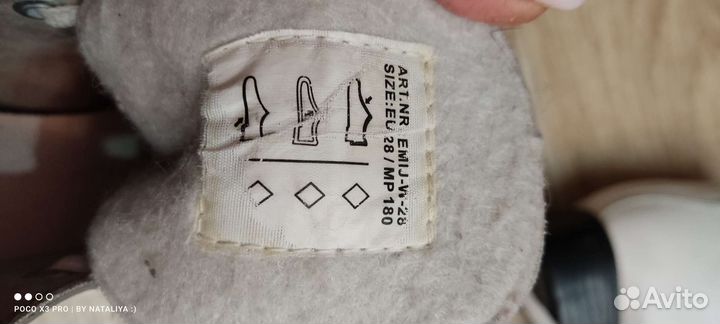 ART.NR EMIJ-W-28
SIZE:EU 28 / MP 180
POCO X3 PRO | BY NATALIYA :)
Avito